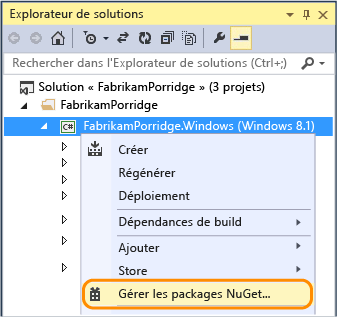 Explorateur de solutions
Rechercher dans l'Explorateur de solutions (Ctrl+;)
Solution « FabrikamPorridge » (3 projets)
FabrikamPorridge
C# FabrikamPorridge.Windows (Windows 8.1)
Créer
Régénérer
Déploiement
Dépendances de build
Ajouter
Store
Gérer les packages NuGet...